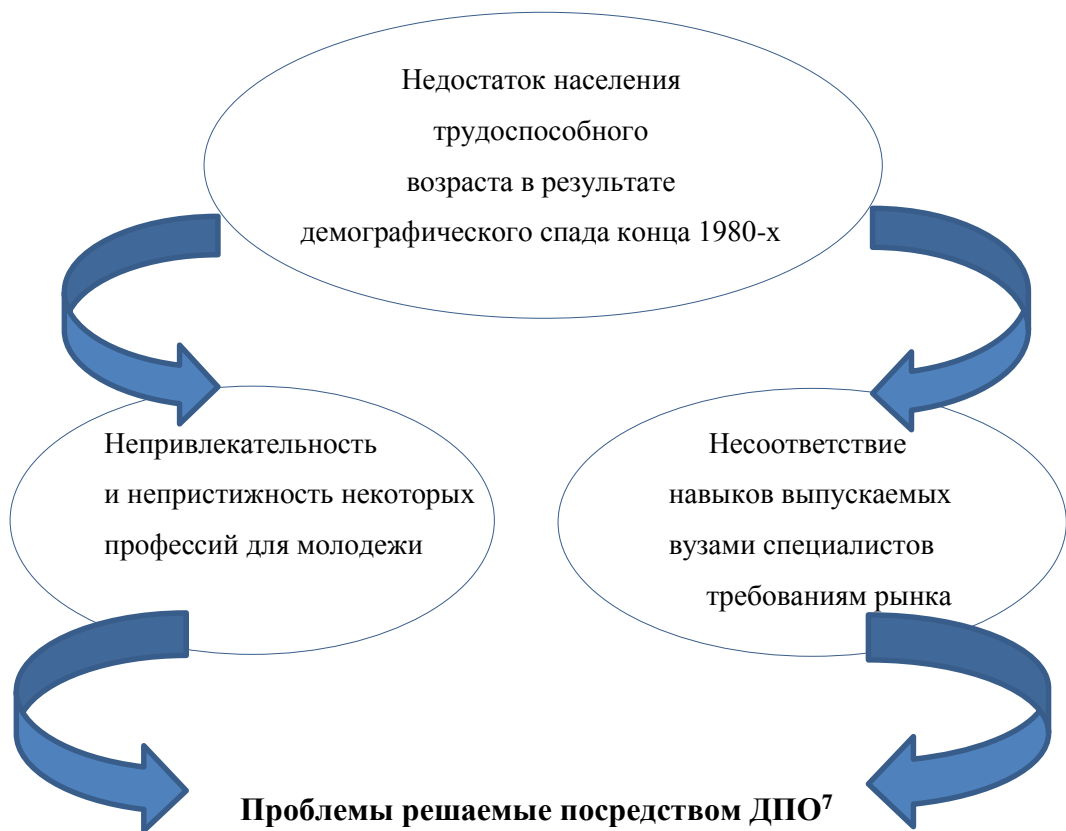 Недостаток населения
трудоспособного
возраста в результате
демографического спада конца 1980-х
Непривлекательность
и непристижность некоторых
профессий для молодежи
Несоответствие
навыков выпускаемых
вузами специалистов
требованиям рынка
Проблемы решаемые посредством ДПО⁷